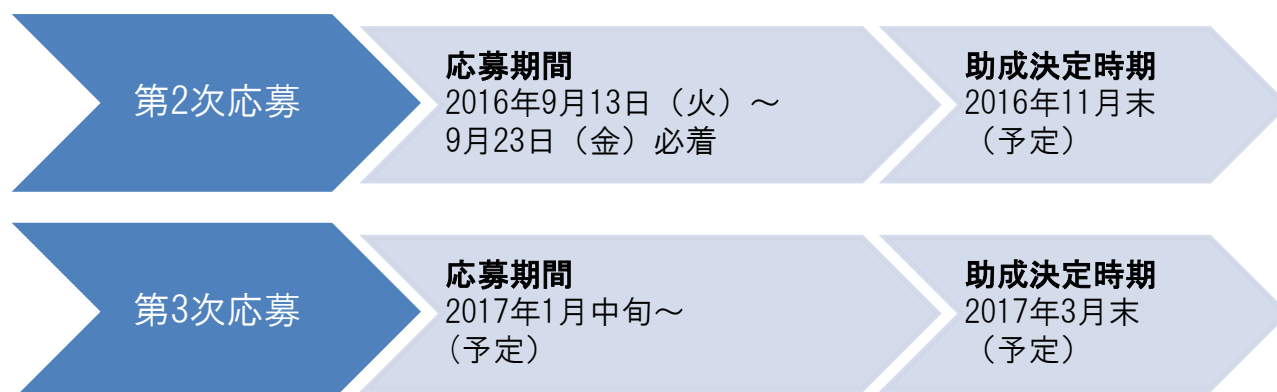 第2次応募
応募期間
2016年9月13日（火）～
9月23日（金）必着
助成決定時期
2016年11月末
（予定）
第3次応募
応募期間
2017年1月中旬～
(予定）
助成決定時期
2017年3月末
（予定）